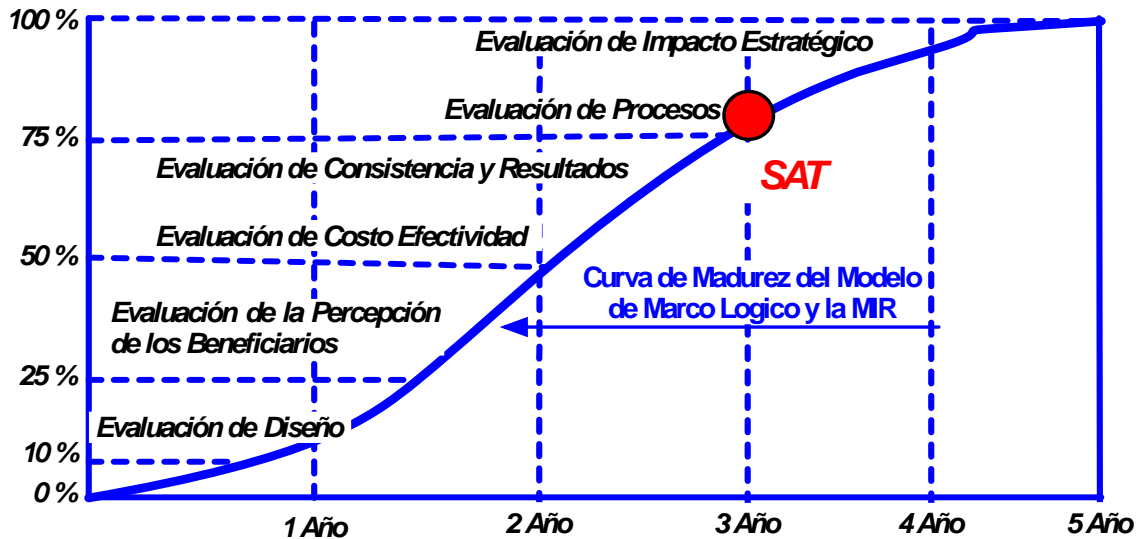 100 %
Evaluación de Impacto Estratégico
Evaluación de Procesos
75 %
Evaluación de Consistencia y Resultados
SAT
Evaluación de Costo Efectividad
50 %
Curva de Madurez del Modelo
de Marco Logico y la MIR
Evaluación de la Percepción
de los Beneficiarios
25 %
Evaluación de Diseño
10 %
0 %
1 Año
2 Año
3 Año
4 Año
5 Año